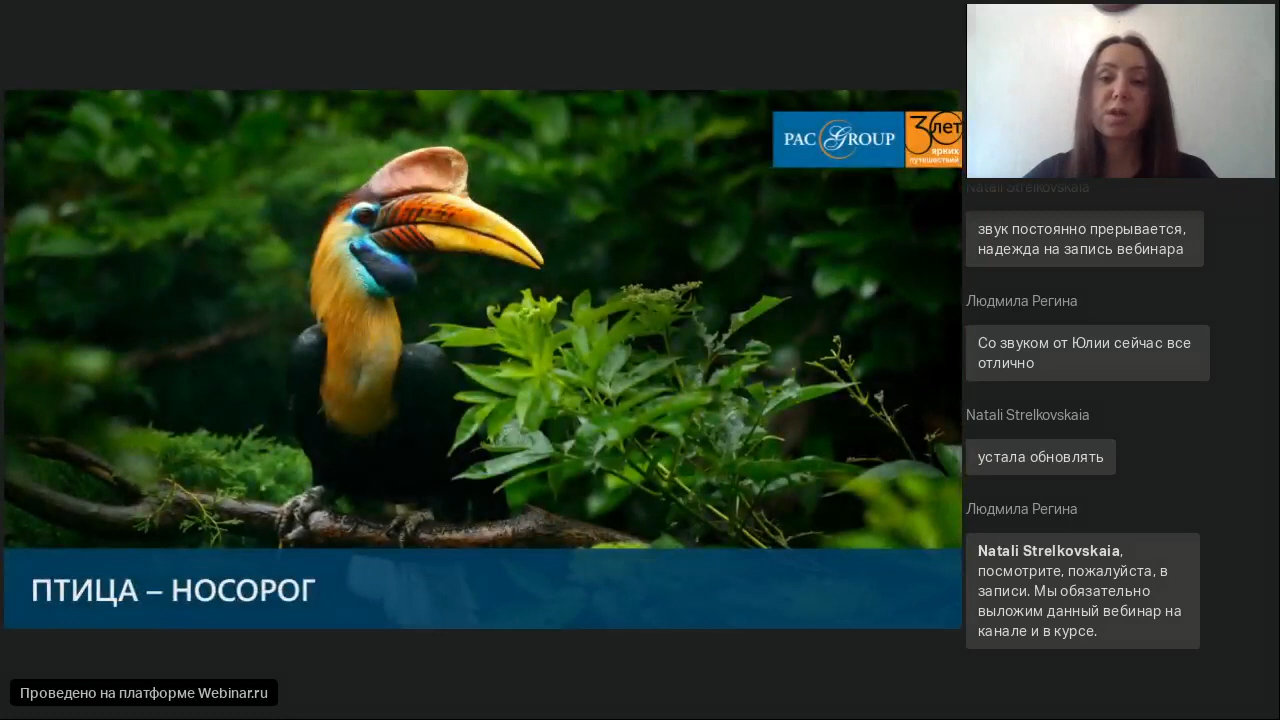 PAC GROUP
30 лет
ярких
путешествий
ПТИЦА – НОСОРОГ
Проведено на платформе Webinar.ru
Natali Strelkovskaia
звук постоянно прерывается,
надежда на запись вебинара
Людмила Регина
Со звуком от Юлии сейчас все
отлично
Natali Strelkovskaia
устала обновлять
Людмила Регина
Natali Strelkovskaia,
посмотрите, пожалуйста, в
записи. Мы обязательно
выложим данный вебинар на
канале и в курсе.